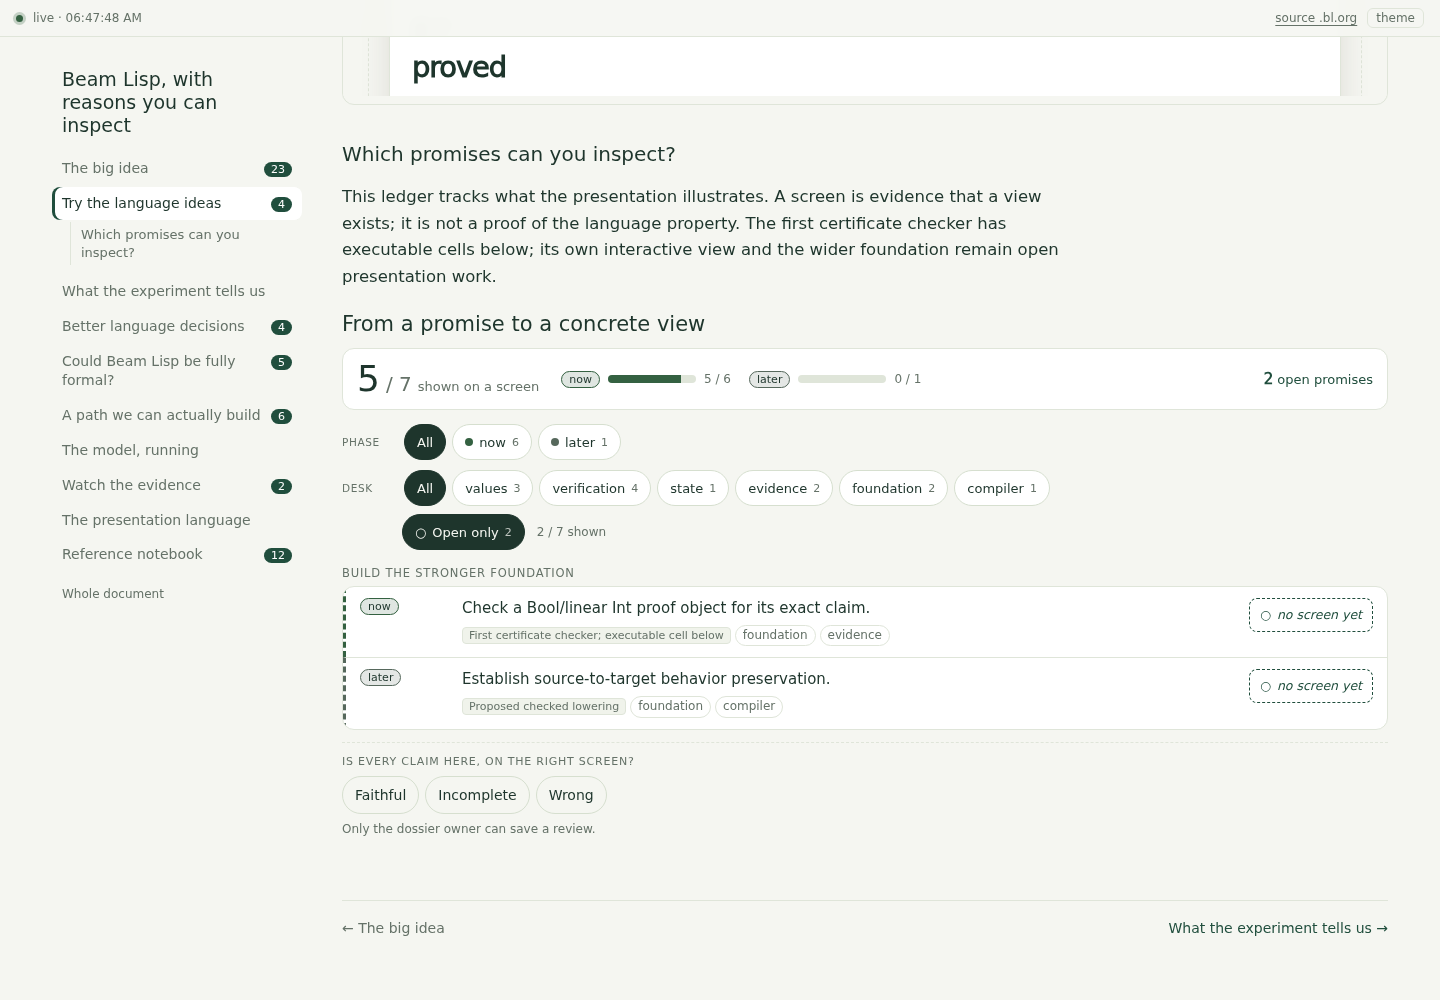 live · 06:47:48 AM
source .bl.org
theme
Beam Lisp, with
reasons you can
inspect
The big idea 23
Try the language ideas 4
Which promises can you
inspect?
What the experiment tells us
Better language decisions 4
Could Beam Lisp be fully
formal? 5
A path we can actually build 6
The model, running
Watch the evidence 2
The presentation language
Reference notebook 12
Whole document
proved
Which promises can you inspect?
This ledger tracks what the presentation illustrates. A screen is evidence that a view
exists; it is not a proof of the language property. The first certificate checker has
executable cells below; its own interactive view and the wider foundation remain open
presentation work.
From a promise to a concrete view
5 / 7 shown on a screen now 5 / 6 later 0 / 1 2 open promises
PHASE All now 6 later 1
DESK All values 3 verification 4 state 1 evidence 2 foundation 2 compiler 1
○ Open only 2 2 / 7 shown
BUILD THE STRONGER FOUNDATION
now Check a Bool/linear Int proof object for its exact claim. ○ no screen yet
First certificate checker; executable cell below foundation evidence
later Establish source-to-target behavior preservation. ○ no screen yet
Proposed checked lowering foundation compiler
IS EVERY CLAIM HERE, ON THE RIGHT SCREEN?
Faithful Incomplete Wrong
Only the dossier owner can save a review.
← The big idea What the experiment tells us →